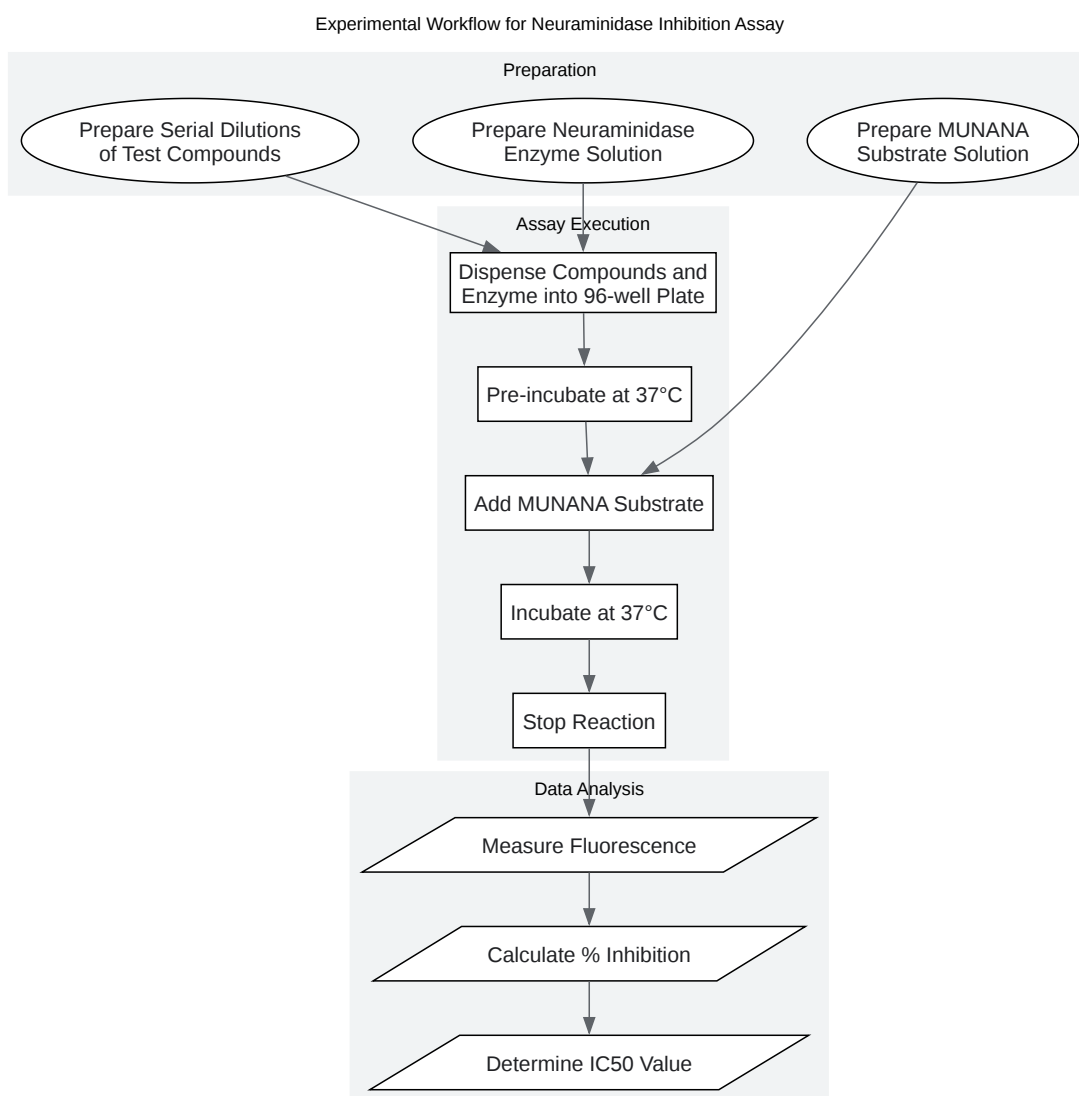 Experimental Workflow for Neuraminidase Inhibition Assay
Preparation
Prepare Serial Dilutions
of Test Compounds
Prepare Neuraminidase
Enzyme Solution
Prepare MUNANA
Substrate Solution
Assay Execution
Dispense Compounds and
Enzyme into 96-well Plate
Pre-incubate at 37°C
Add MUNANA Substrate
Incubate at 37°C
Stop Reaction
Data Analysis
Measure Fluorescence
Calculate % Inhibition
Determine IC50 Value